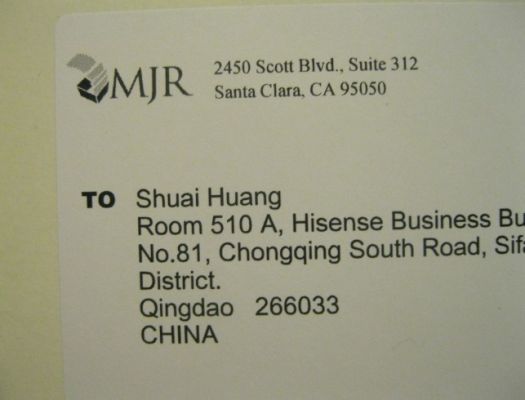 MJR
2450 Scott Blvd., Suite 312
Santa Clara, CA 95050
TO Shuai Huang
Room 510 A, Hisense Business
No.81, Chongqing South Road,
District.
Qingdao 266033
CHINA